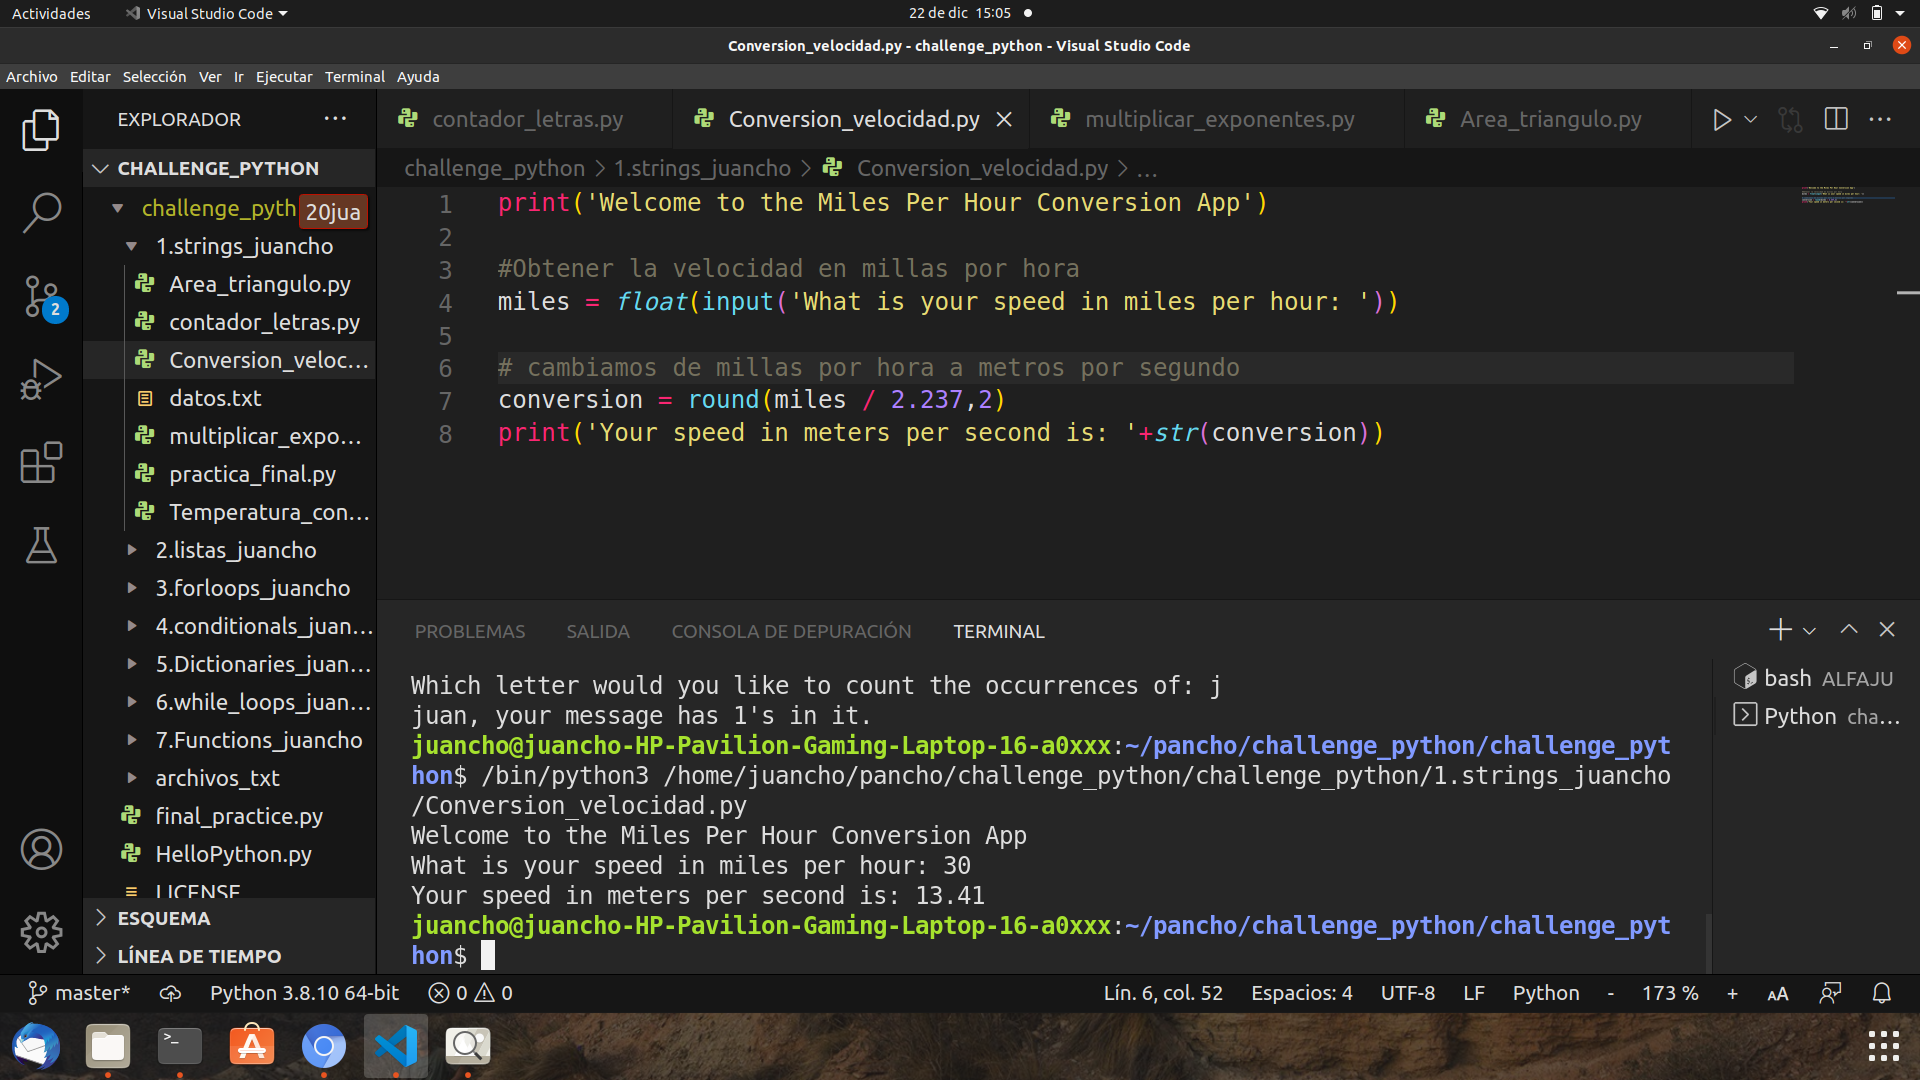 Actividades
Visual Studio Code
22 de dic 15:05
Conversion_velocidad.py - challenge_python - Visual Studio Code
Archivo Editar Selección Ver Ir Ejecutar Terminal Ayuda
EXPLORADOR
CHALLENGE_PYTHON
challenge_pyth
20jua
1.strings_juancho
Area_triangulo.py
contador_letras.py
Conversion_veloc...
datos.txt
multiplicar_expo...
practica_final.py
Temperatura_con...
2.listas_juancho
3.forloops_juancho
4.conditionals_juan...
5.Dictionaries_juan...
6.while_loops_juan...
7.Functions_juancho
archivos_txt
final_practice.py
HelloPython.py
LICENSE
ESQUEMA
LÍNEA DE TIEMPO
2
contador_letras.py
Conversion_velocidad.py
multiplicar_exponentes.py
Area_triangulo.py
challenge_python > 1.strings_juancho > Conversion_velocidad.py > ...
1 print('Welcome to the Miles Per Hour Conversion App')
2
3 #Obtener la velocidad en millas por hora
4 miles = float(input('What is your speed in miles per hour: '))
5
6 # cambiamos de millas por hora a metros por segundo
7 conversion = round(miles / 2.237,2)
8 print('Your speed in meters per second is: '+str(conversion))
PROBLEMAS SALIDA CONSOLA DE DEPURACIÓN TERMINAL
Which letter would you like to count the occurrences of: j
juan, your message has 1's in it.
juancho@juancho-HP-Pavilion-Gaming-Laptop-16-a0xxx:~/pancho/challenge_python/challenge_pyt
hon$ /bin/python3 /home/juancho/pancho/challenge_python/challenge_python/1.strings_juancho
/Conversion_velocidad.py
Welcome to the Miles Per Hour Conversion App
What is your speed in miles per hour: 30
Your speed in meters per second is: 13.41
juancho@juancho-HP-Pavilion-Gaming-Laptop-16-a0xxx:~/pancho/challenge_python/challenge_pyt
hon$
bash ALFAJU
Python cha...
master*
Python 3.8.10 64-bit
0
0
Lín. 6, col. 52
Espacios: 4
UTF-8
LF
Python
- 173 % +
AA